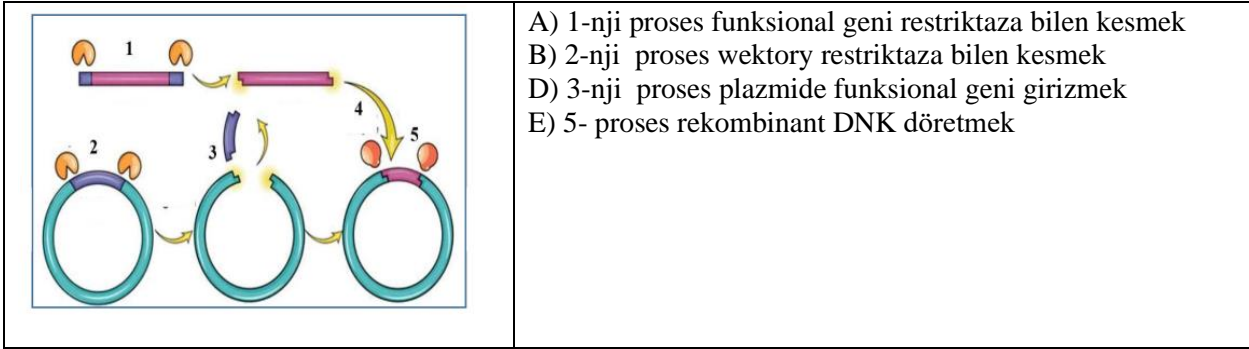 1
2
3
4
5
A) 1-nji proses funksional geni restriktaza bilen kesmek
B) 2-nji proses wektory restriktaza bilen kesmek
D) 3-nji proses plazmide funksional geni girizmek
E) 5- proses rekombinant DNK döretmek